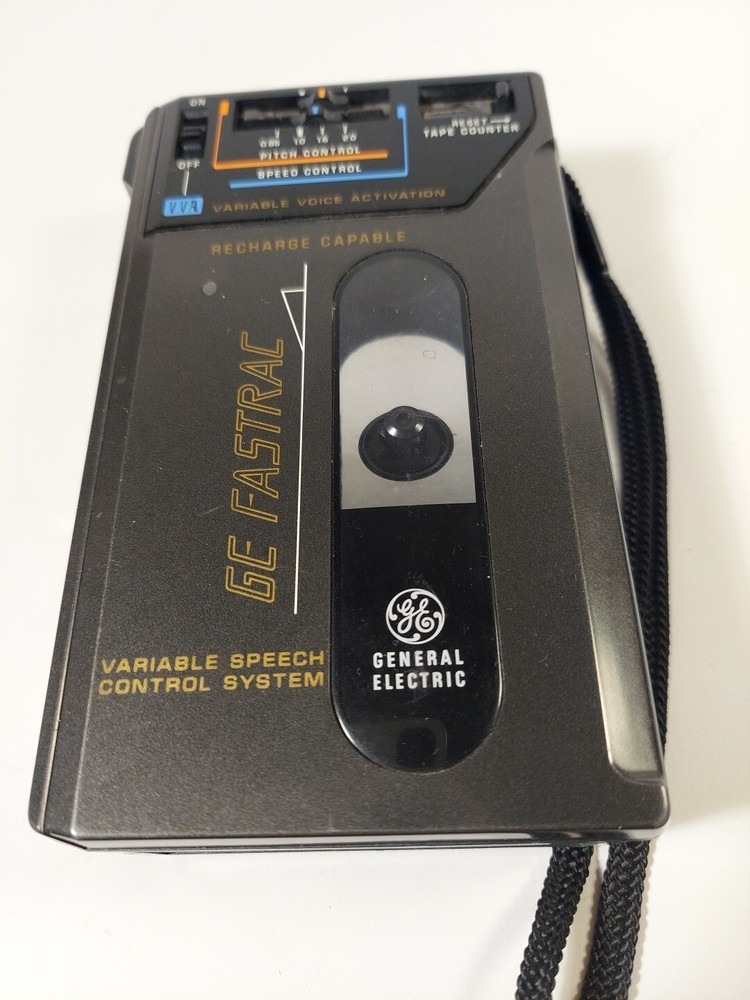 ON
OFF
VVA
0.85 1.0 1.5 2.0
PITCH CONTROL
SPEED CONTROL
VARIABLE VOICE ACTIVATION
RESET
TAPE COUNTER
RECHARGE CAPABLE
GE FASTRAC
VARIABLE SPEECH
CONTROL SYSTEM
GE
GENERAL
ELECTRIC